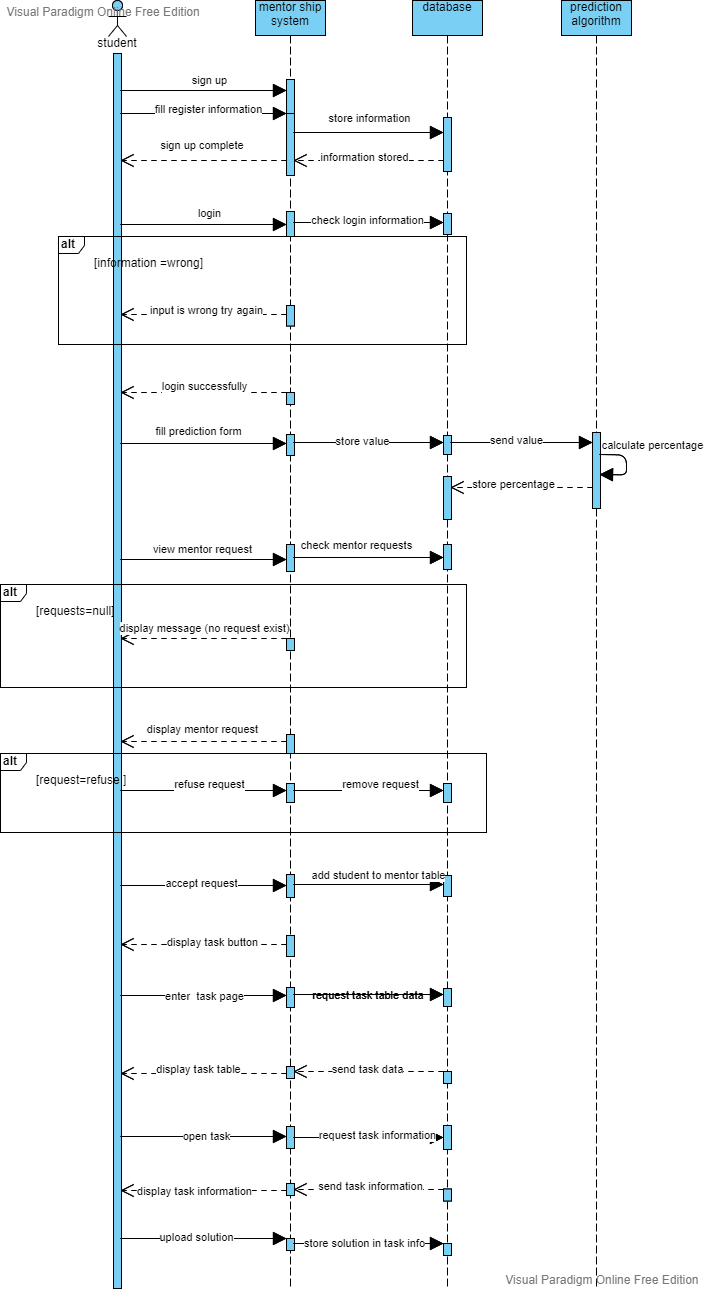 Visual Paradigm Online Free Edition
student
mentor ship
system
database
prediction
algorithm
sign up
fill register information
store information
sign up complete
information stored
login
check login information
alt
[information =wrong]
input is wrong try again
login successfully
fill prediction form
store value
send value
calculate percentage
store percentage
view mentor request
check mentor requests
alt
[requests=null]
display message (no request exist)
display mentor request
alt
[request=refuse ]
refuse request
remove request
accept request
add student to mentor table
display task button
enter task page
request task table data
display task table
send task data
open task
request task information
display task information
send task information
upload solution
store solution in task info
Visual Paradigm Online Free Edition